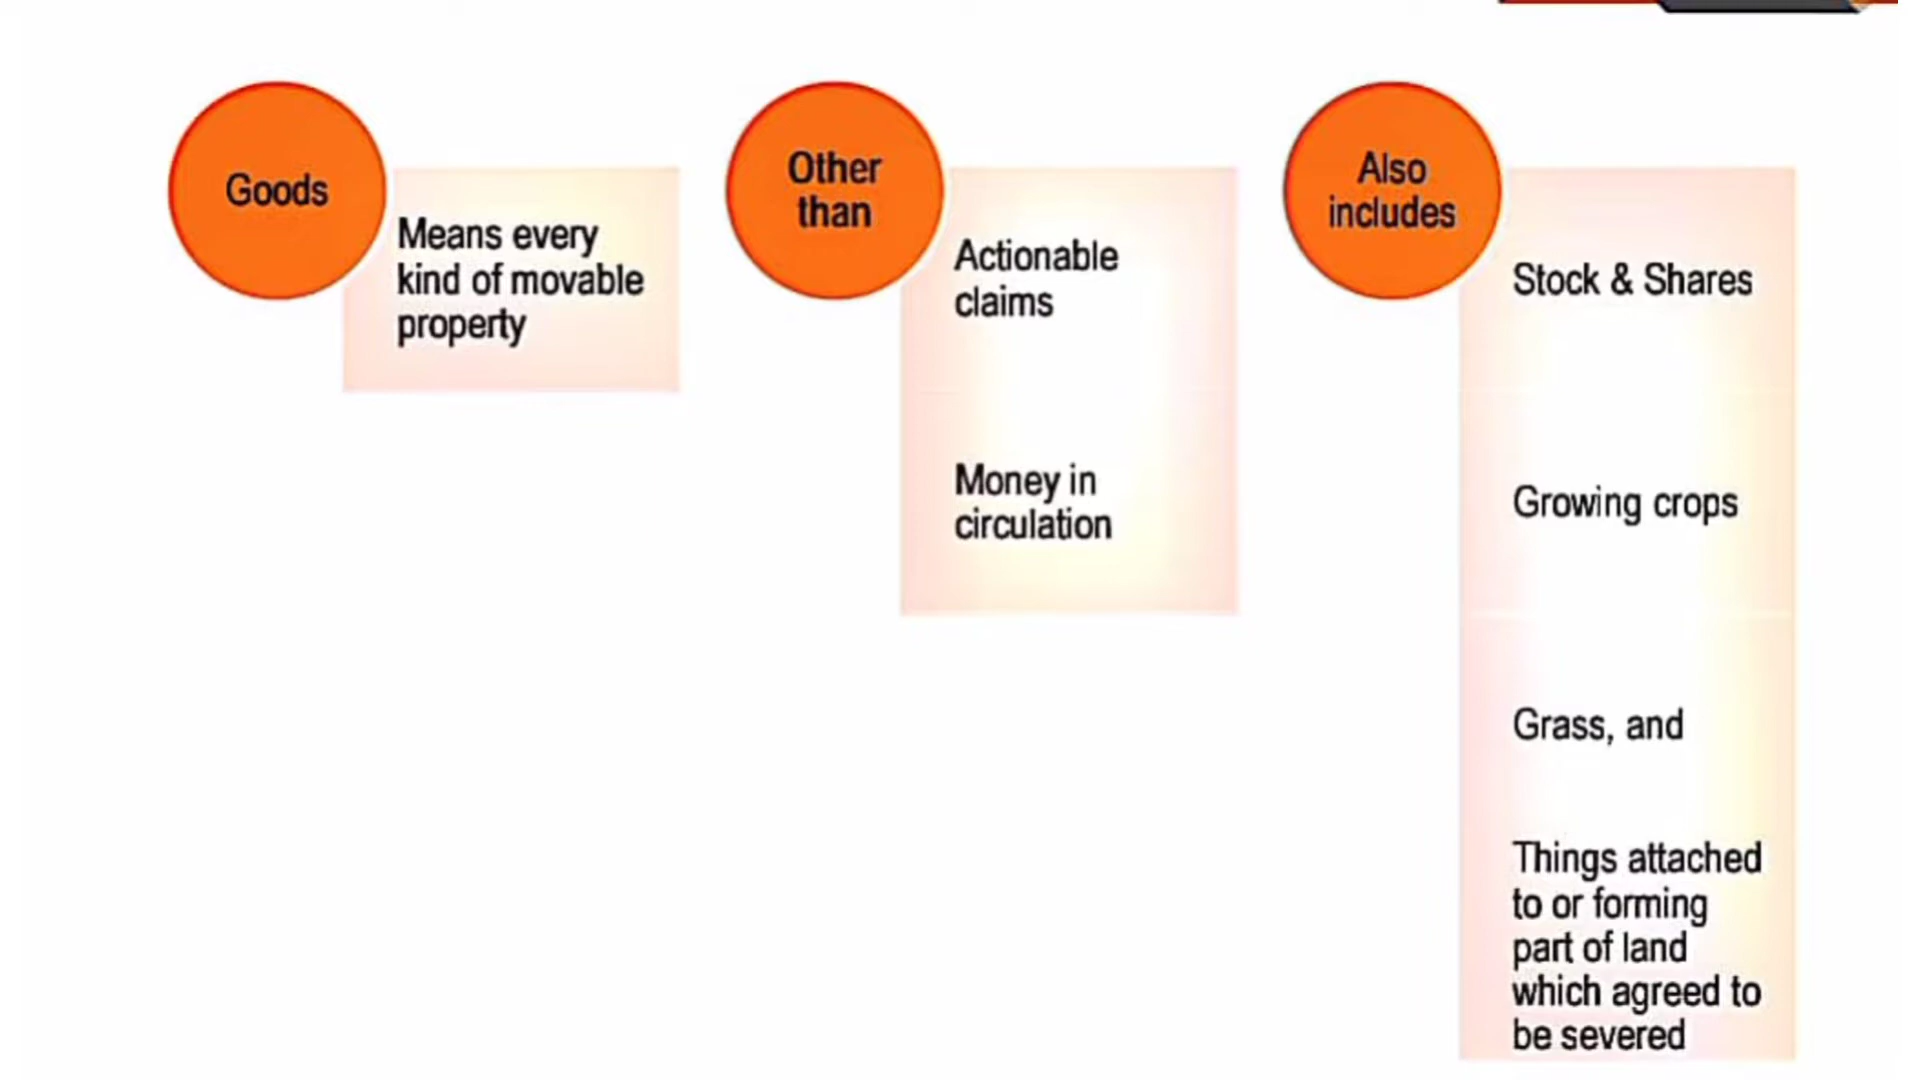 Goods
Means every
kind of movable
property
Other
than
Actionable
claims
Money in
circulation
Also
includes
Stock & Shares
Growing crops
Grass, and
Things attached
to or forming
part of land
which agreed to
be severed